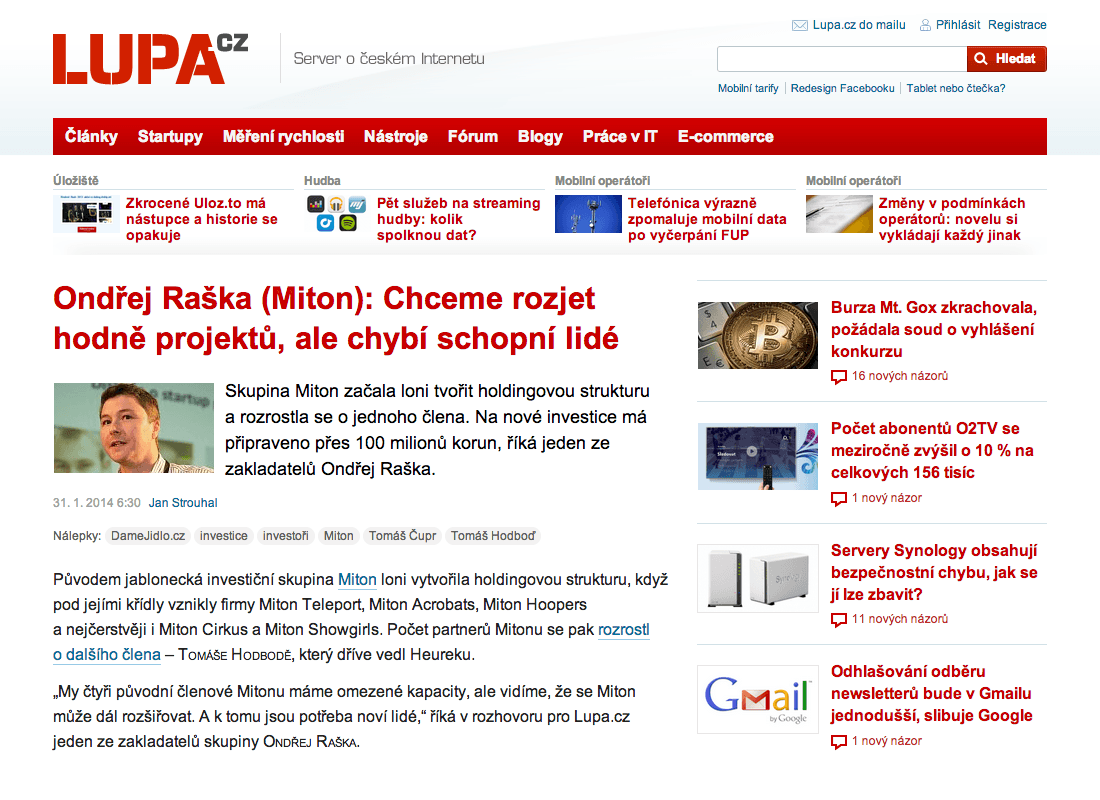 Lupa.cz do mailu Přihlásit Registrace
LUPA.CZ
Server o českém Internetu
Hledat
Mobilní tarify Redesign Facebooku Tablet nebo čtečka?
Články Startupy Měření rychlosti Nástroje Fórum Blogy Práce v IT E-commerce
Úložiště
Zkrocené Uloz.to má
nástupce a historie se
opakuje
Hudba
Pět služeb na streaming
hudby: kolik
spolknou dat?
Mobilní operátoři
Telefónica výrazně
zpomaluje mobilní data
po vyčerpání FUP
Mobilní operátoři
Změny v podmínkách
operátorů: novelu si
vykládají každý jinak
Ondřej Raška (Miton): Chceme rozjet
hodně projektů, ale chybí schopní lidé
o startup
Skupina Miton začala loni tvořit holdingovou strukturu
a rozrostla se o jednoho člena. Na nové investice má
připraveno přes 100 milionů korun, říká jeden ze
zakladatelů Ondřej Raška.
31. 1. 2014 6:30 Jan Strouhal
Nálepky: DameJidlo.cz investice investoři Miton Tomáš Čupr Tomáš Hodboď
Původem jablonecká investiční skupina Miton loni vytvořila holdingovou strukturu, když
pod jejími křídly vznikly firmy Miton Teleport, Miton Acrobats, Miton Hoopers
a nejčerstvěji i Miton Cirkus a Miton Showgirls. Počet partnerů Mitonu se pak rozrostl
o dalšího člena – Tomáše Hodbodě, který dříve vedl Heureku.
„My čtyři původní členové Mitonu máme omezené kapacity, ale vidíme, že se Miton
může dál rozšiřovat. A k tomu jsou potřeba noví lidé,“ říká v rozhovoru pro Lupa.cz
jeden ze zakladatelů skupiny Ondřej Raška.
Burza Mt. Gox zkrachovala,
požádala soud o vyhlášení
konkurzu
16 nových názorů
Počet abonentů O2TV se
meziročně zvýšil o 10 % na
celkových 156 tisíc
1 nový názor
Servery Synology obsahují
bezpečnostní chybu, jak se
jí lze zbavit?
11 nových názorů
Gmail
by Google
Odhlašování odběru
newsletterů bude v Gmailu
jednodušší, slibuje Google
1 nový názor